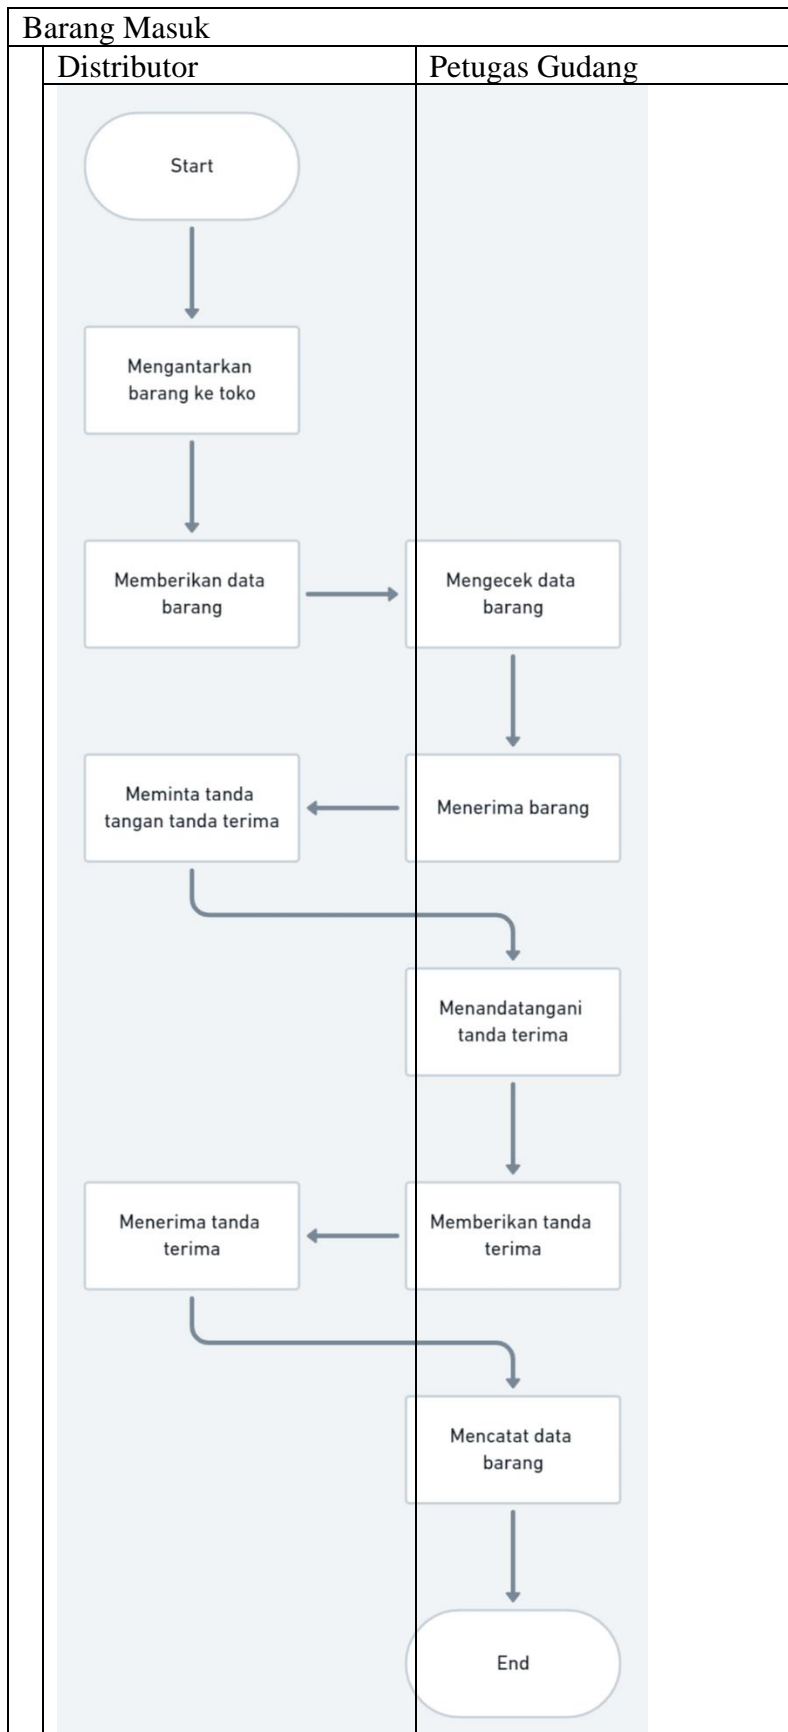 Barang Masuk
Distributor
Petugas Gudang
Start
Mengantarkan
barang ke toko
Memberikan data
barang
Mengecek data
barang
Meminta tanda
tangan tanda terima
Menerima barang
Menandatangani
tanda terima
Menerima tanda
terima
Memberikan tanda
terima
Mencatat data
barang
End